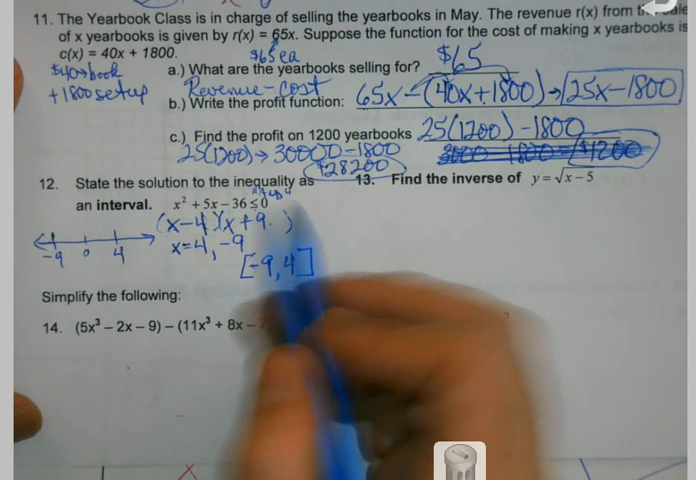 11. The Yearbook Class is in charge of selling the yearbooks in May. The revenue r(x) from
of x yearbooks is given by r(x) = 65x. Suppose the function for the cost of making x yearbooks is
c(x) = 40x + 1800.
$65 ea
$65
$40→book
+1800 setup
a.) What are the yearbooks selling for?
Revenue - Cost
b.) Write the profit function: 65x-(40x+1800)→25x-1800
c.) Find the profit on 1200 yearbooks 25(1200)-1800
25(1200)→30000-1800
$28200
12. State the solution to the inequality as
an interval. x² + 5x – 36 ≤ 0
(x-4)(x+9)
x=4,-9
-9 0 4
[-9,4]
13. Find the inverse of y = √x – 5
Simplify the following:
14. (5x³ – 2x – 9) – (11x³ + 8x –